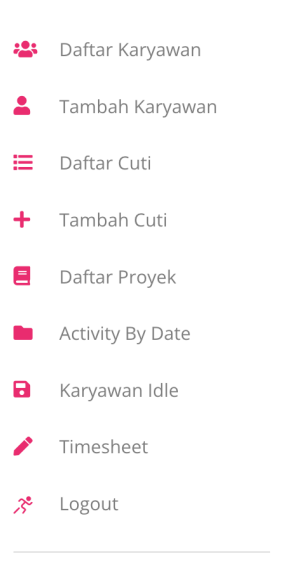 Daftar Karyawan
Tambah Karyawan
Daftar Cuti
Tambah Cuti
Daftar Proyek
Activity By Date
Karyawan Idle
Timesheet
Logout